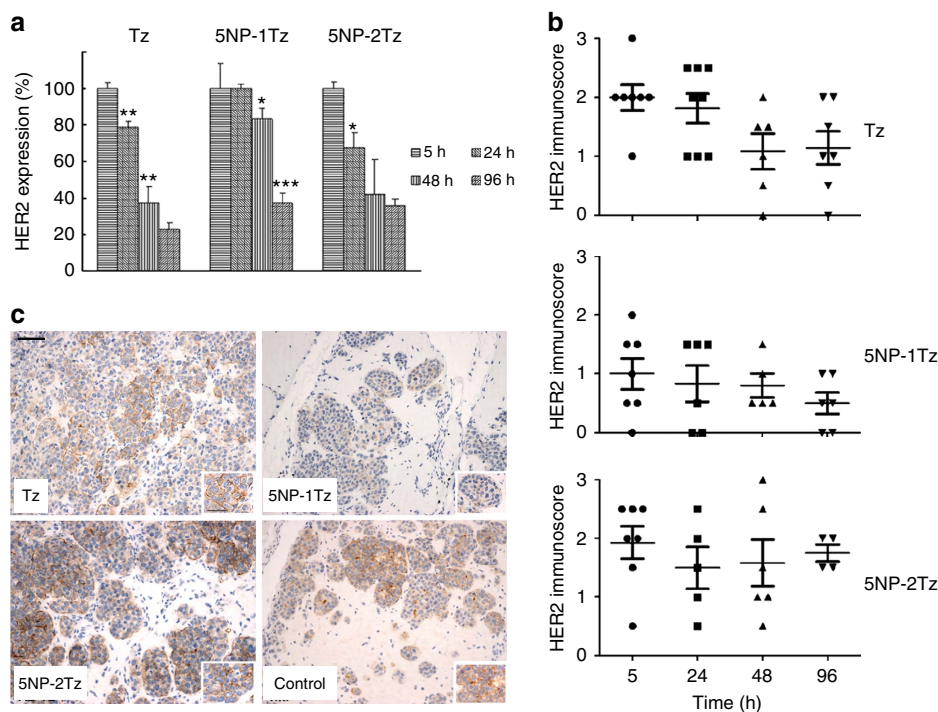 a
Tz
5NP-1Tz
5NP-2Tz
HER2 expression (%)
100
80
60
40
20
0
**
**
*
***
*
5 h
24 h
48 h
96 h
b
HER2 immunoscore
3
2
1
0
Tz
HER2 immunoscore
3
2
1
0
5NP-1Tz
HER2 immunoscore
3
2
1
0
5NP-2Tz
5
24
48
96
Time (h)
c
Tz
5NP-1Tz
5NP-2Tz
Control